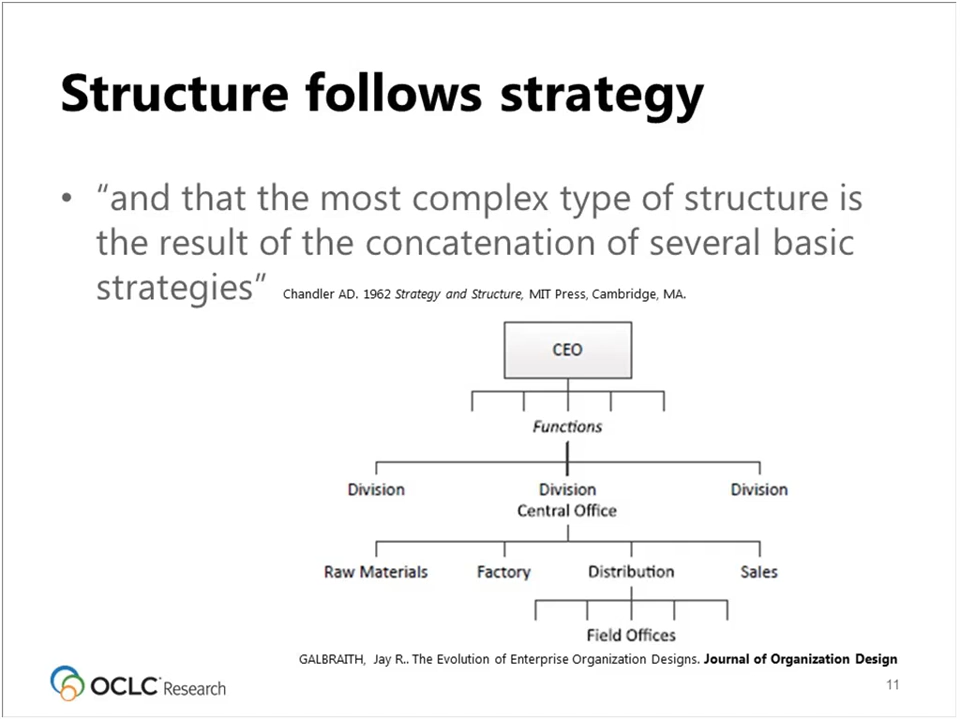 Structure follows strategy
• “and that the most complex type of structure is
the result of the concatenation of several basic
strategies” Chandler AD. 1962 Strategy and Structure, MIT Press, Cambridge, MA.
CEO
Functions
Division Division Division
Central Office
Raw Materials Factory Distribution Sales
Field Offices
GALBRAITH, Jay R.. The Evolution of Enterprise Organization Designs. Journal of Organization Design
OCLC Research
11